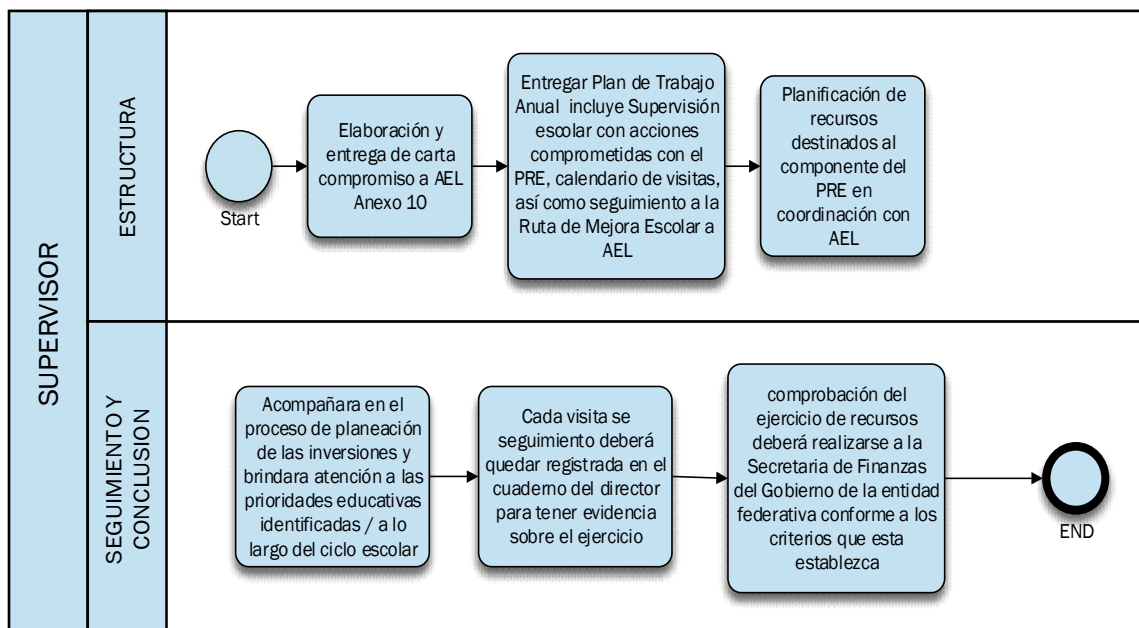 SUPERVISOR
ESTRUCTURA
Start
Elaboración y
entrega de carta
compromiso a AEL
Anexo 10
Entregar Plan de Trabajo
Anual incluye Supervisión
escolar con acciones
comprometidas con el
PRE, calendario de visitas,
así como seguimiento a la
Ruta de Mejora Escolar a
AEL
Planificación de
recursos
destinados al
componente del
PRE en
coordinación con
AEL
SEGUIMIENTO Y
CONCLUSION
Acompañara en el
proceso de planeación
de las inversiones y
brindara atención a las
prioridades educativas
identificadas / a lo
largo del ciclo escolar
Cada visita se
seguimiento deberá
quedar registrada en el
cuaderno del director
para tener evidencia
sobre el ejercicio
comprobación del
ejercicio de recursos
deberá realizarse a la
Secretaria de Finanzas
del Gobierno de la entidad
federativa conforme a los
criterios que esta
establezca
END